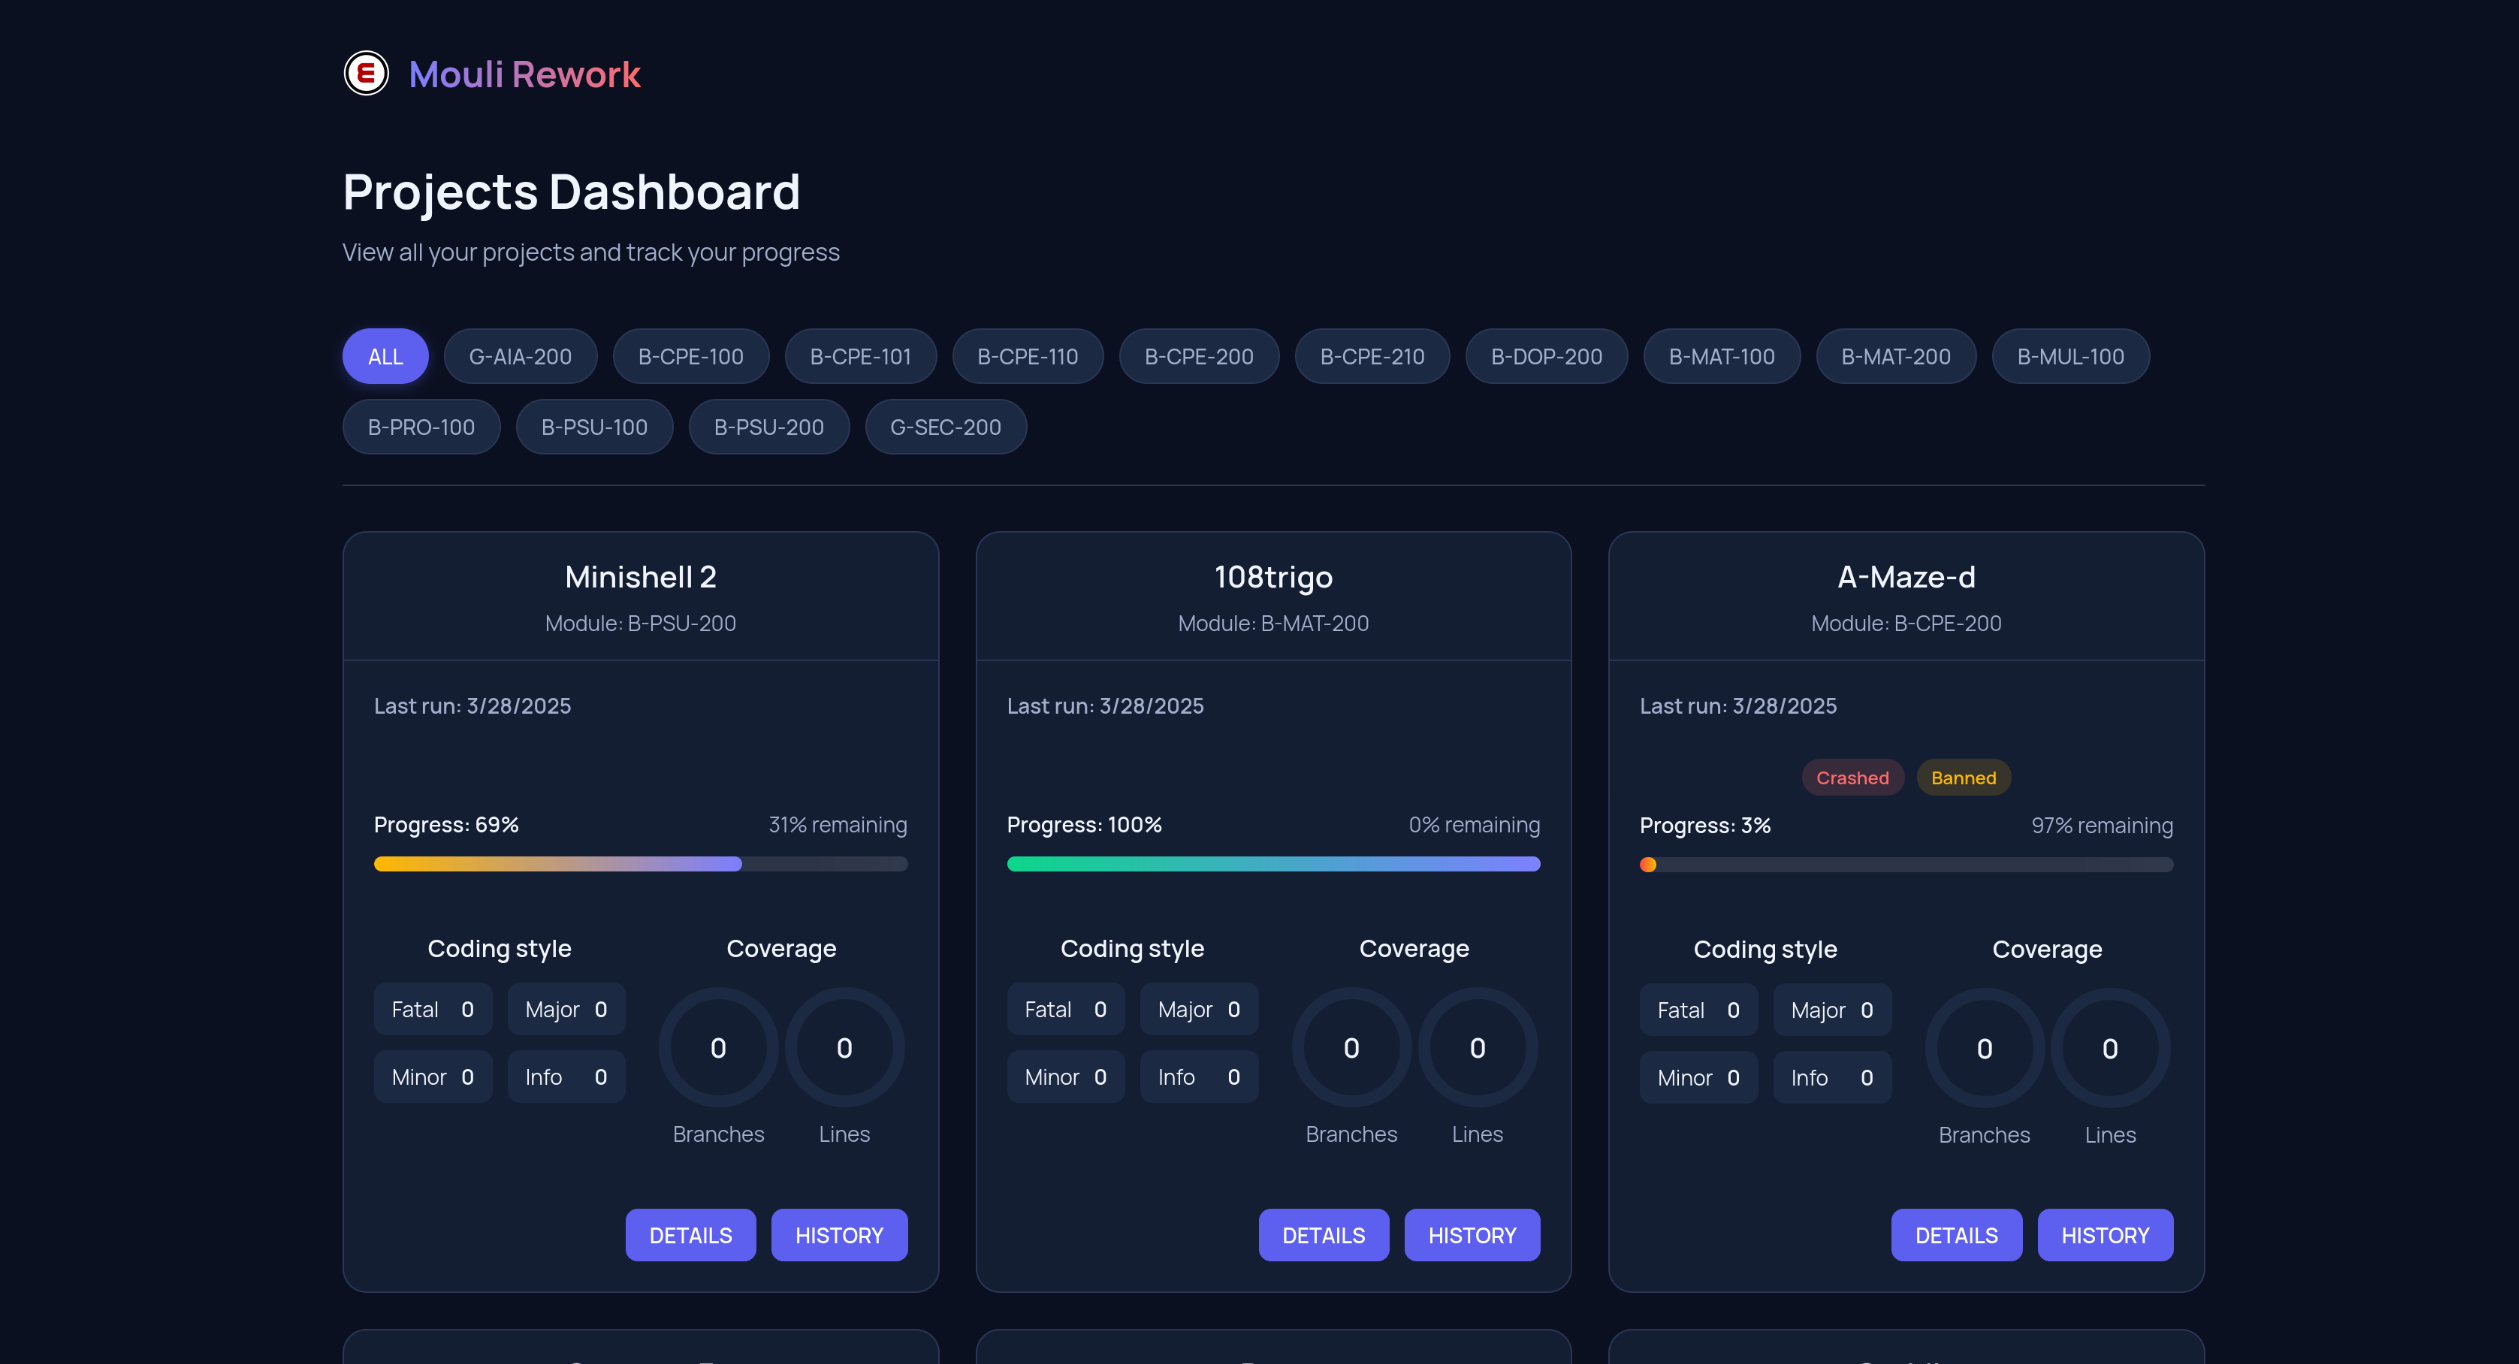 Mouli Rework
Projects Dashboard
View all your projects and track your progress
ALL G-AIA-200 B-CPE-100 B-CPE-101 B-CPE-110 B-CPE-200 B-CPE-210 B-DOP-200 B-MAT-100 B-MAT-200 B-MUL-100
B-PRO-100 B-PSU-100 B-PSU-200 G-SEC-200
Minishell 2
Module: B-PSU-200
Last run: 3/28/2025
Progress: 69% 31% remaining
Coding style Coverage
Fatal 0 Major 0
0 0
Minor 0 Info 0
Branches Lines
DETAILS HISTORY
108trigo
Module: B-MAT-200
Last run: 3/28/2025
Progress: 100% 0% remaining
Coding style Coverage
Fatal 0 Major 0
0 0
Minor 0 Info 0
Branches Lines
DETAILS HISTORY
A-Maze-d
Module: B-CPE-200
Last run: 3/28/2025
Crashed Banned
Progress: 3% 97% remaining
Coding style Coverage
Fatal 0 Major 0
0 0
Minor 0 Info 0
Branches Lines
DETAILS HISTORY